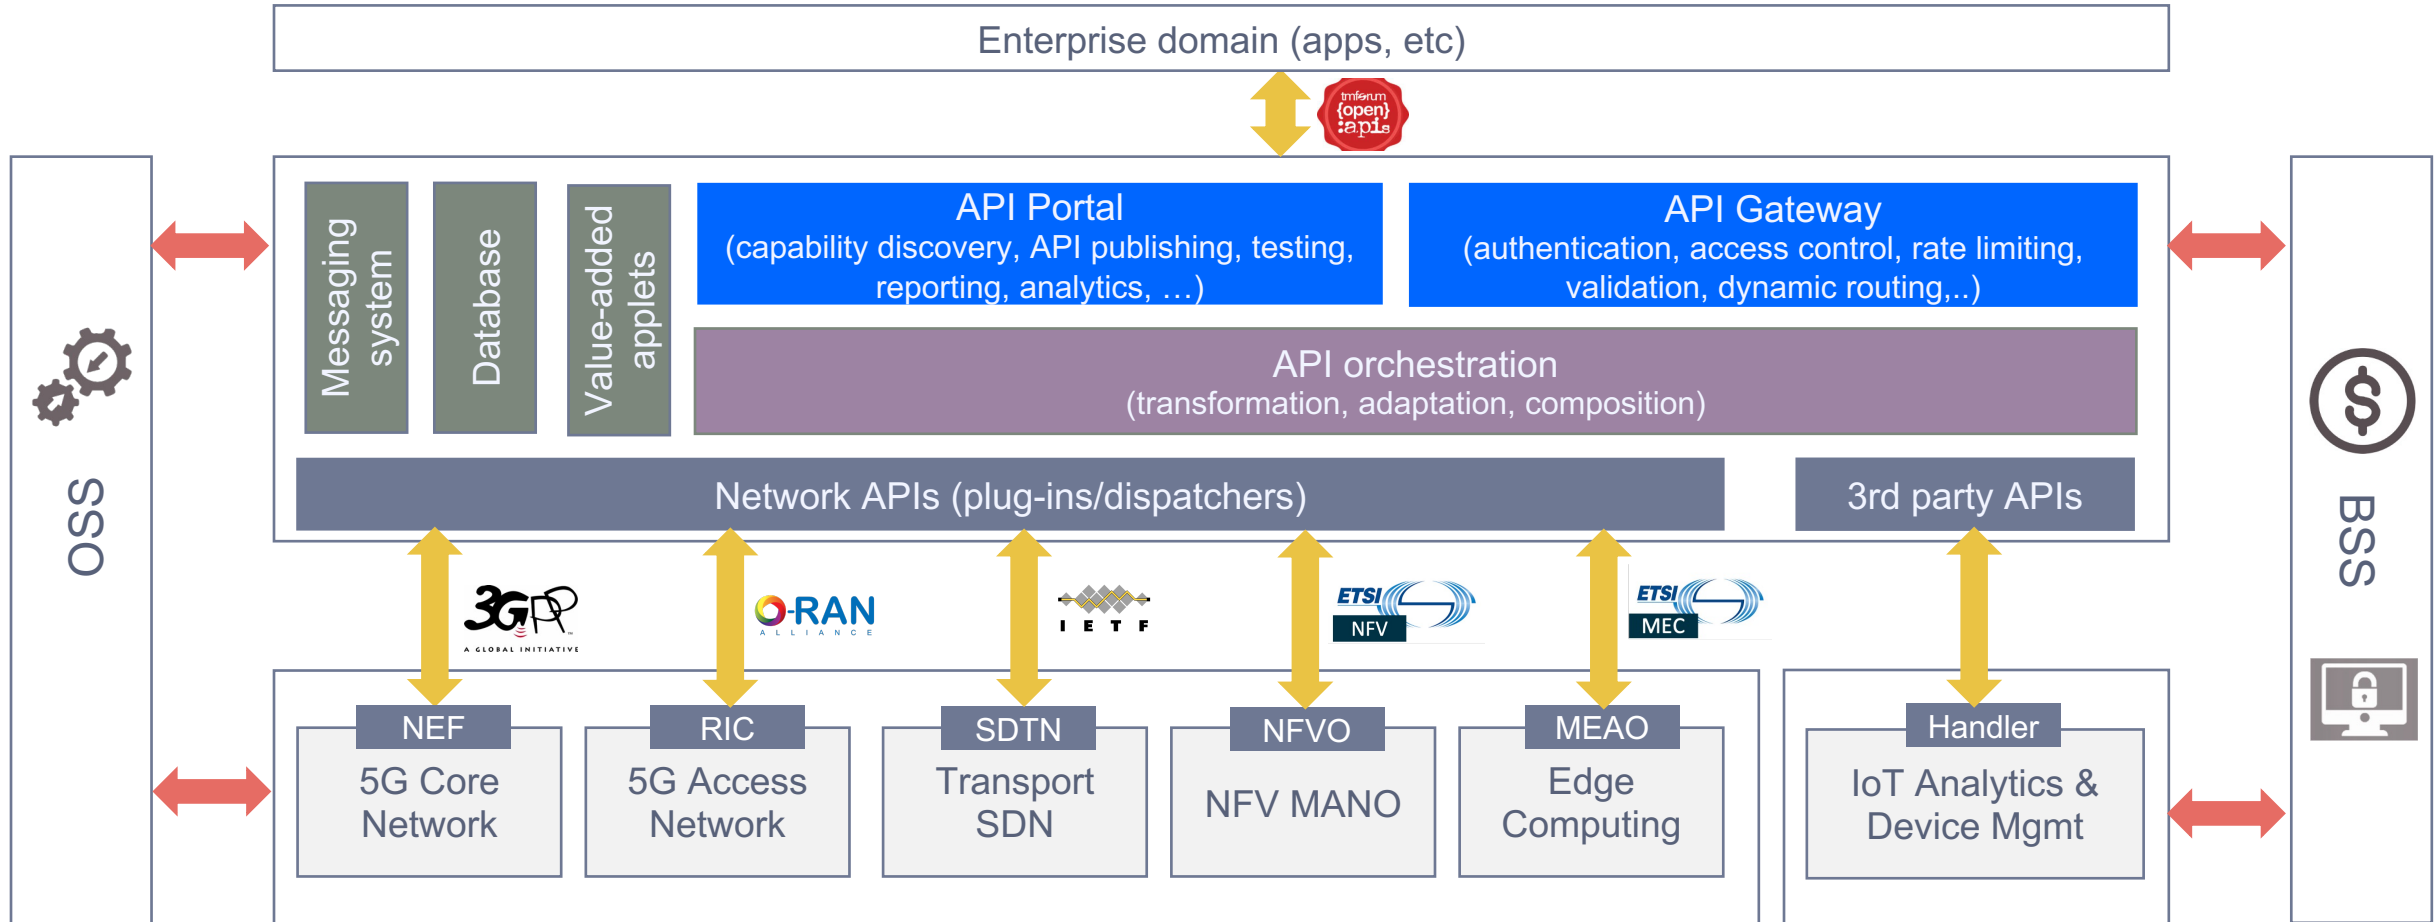 Enterprise domain (apps, etc)
tmforum
{open}
:apis
OSS
Messaging
system
Database
Value-added
applets
API Portal
(capability discovery, API publishing, testing,
reporting, analytics, …)
API Gateway
(authentication, access control, rate limiting,
validation, dynamic routing,..)
API orchestration
(transformation, adaptation, composition)
Network APIs (plug-ins/dispatchers)
3rd party APIs
BSS
3GPP
A GLOBAL INITIATIVE
O-RAN
ALLIANCE
IETF
ETSI
NFV
ETSI
MEC
NEF
5G Core
Network
RIC
5G Access
Network
SDTN
Transport
SDN
NFVO
NFV MANO
MEAO
Edge
Computing
Handler
IoT Analytics &
Device Mgmt